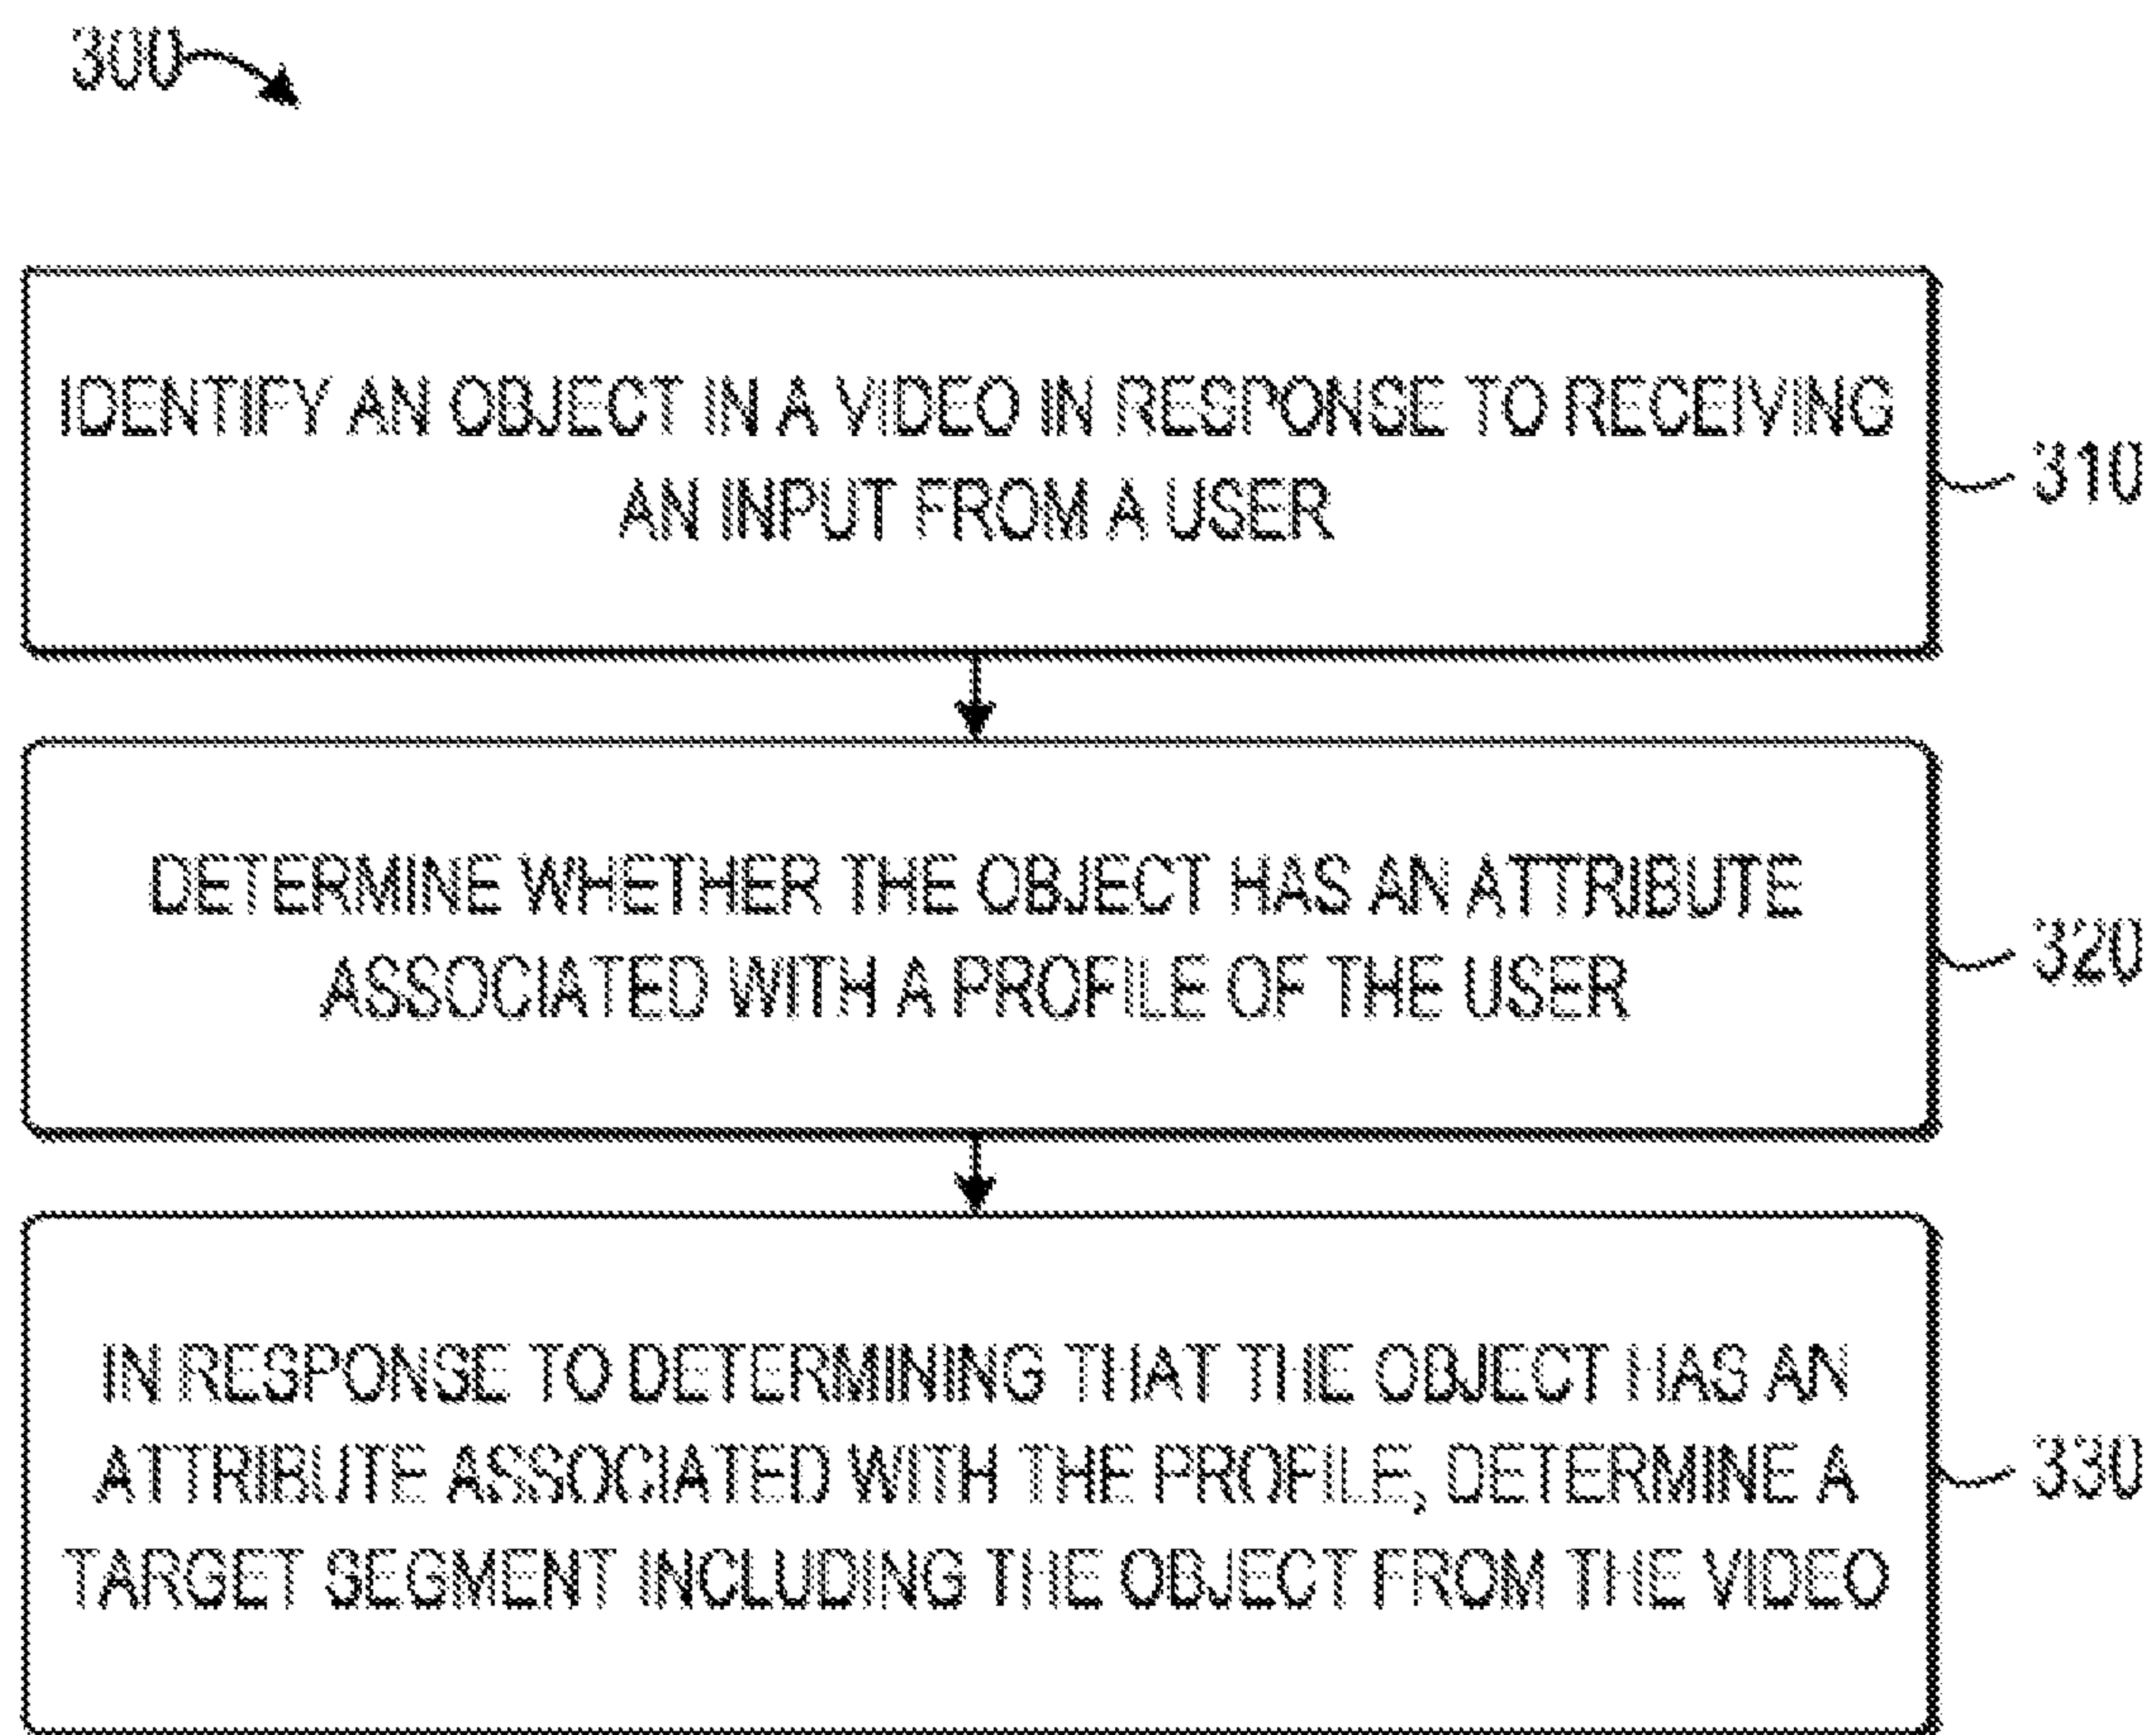 300
IDENTIFY AN OBJECT IN A VIDEO IN RESPONSE TO RECEIVING
AN INPUT FROM A USER
310
DETERMINE WHETHER THE OBJECT HAS AN ATTRIBUTE
ASSOCIATED WITH A PROFILE OF THE USER
320
IN RESPONSE TO DETERMINING THAT THE OBJECT HAS AN
ATTRIBUTE ASSOCIATED WITH THE PROFILE, DETERMINE A
TARGET SEGMENT INCLUDING THE OBJECT FROM THE VIDEO
330